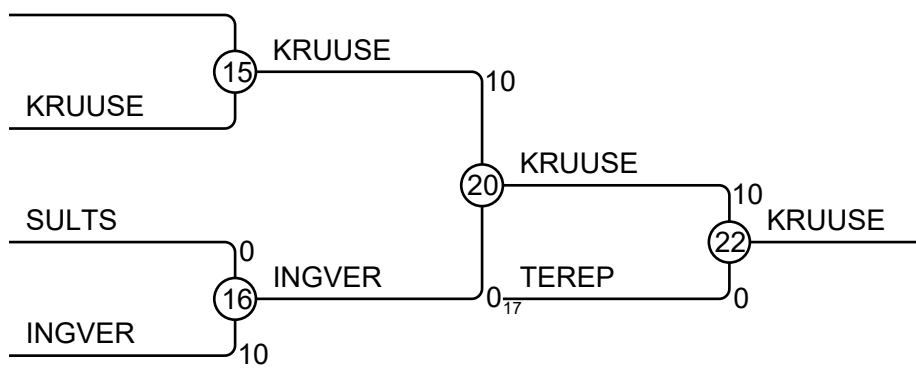 KRUUSE
15
10
KRUUSE
KRUUSE
20
SULTS
10
KRUUSE
0
22
INGVER
TEREP
16
0
17
0
INGVER
10